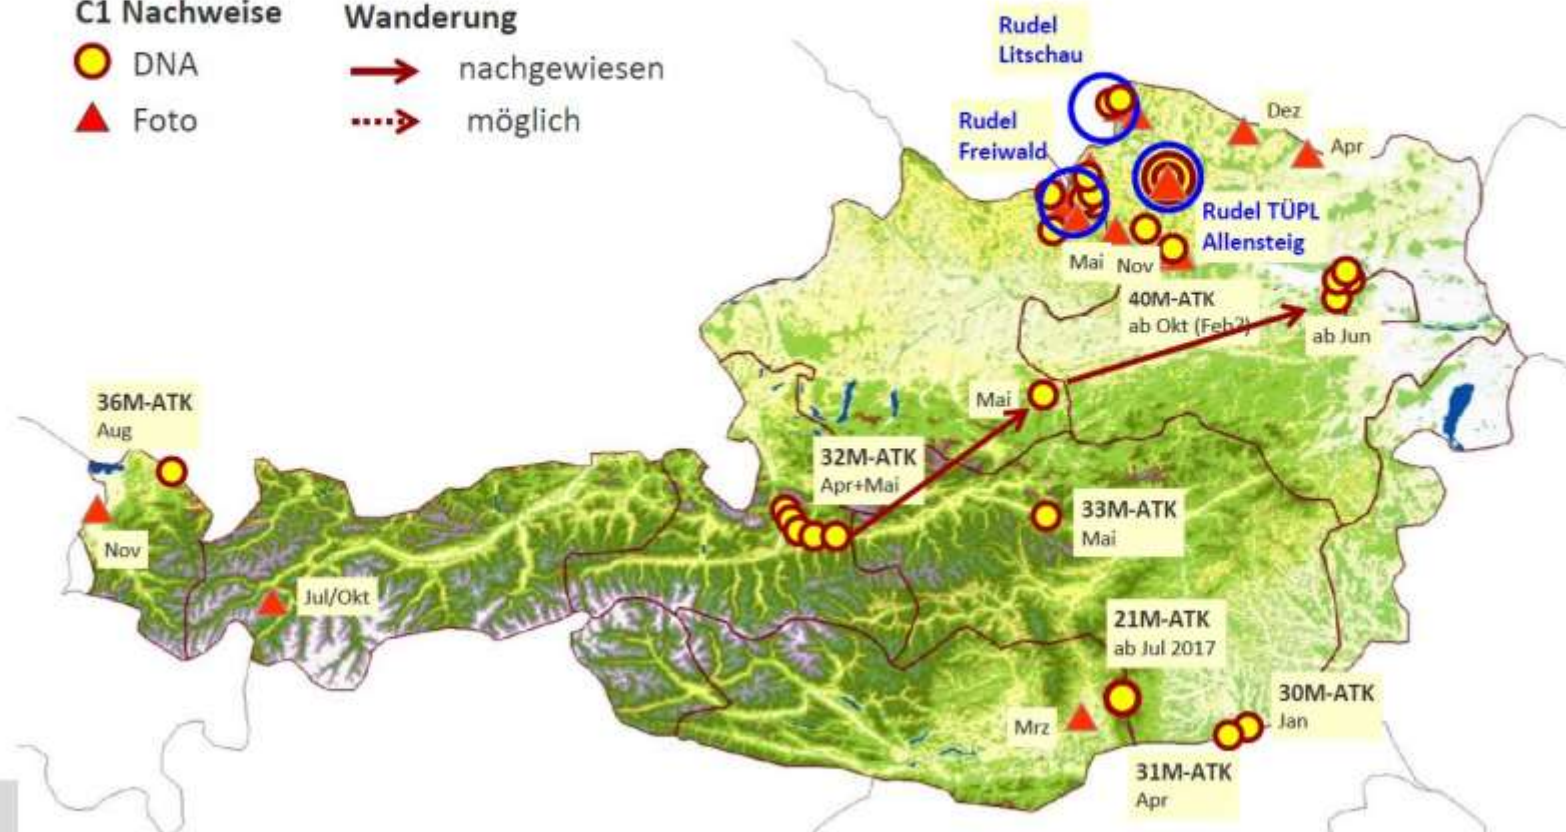 C1 Nachweise
DNA
Foto
Wanderung
nachgewiesen
möglich
Rudel
Litschau
Rudel
Freiwald
Dez
Apr
Rudel TÜPL
Allensteig
Mai
Nov
40M-ATK
ab Okt (Feb?)
ab Jun
Mai
36M-ATK
Aug
32M-ATK
Apr+Mai
33M-ATK
Mai
Nov
Jul/Okt
21M-ATK
ab Jul 2017
30M-ATK
Jan
Mrz
31M-ATK
Apr